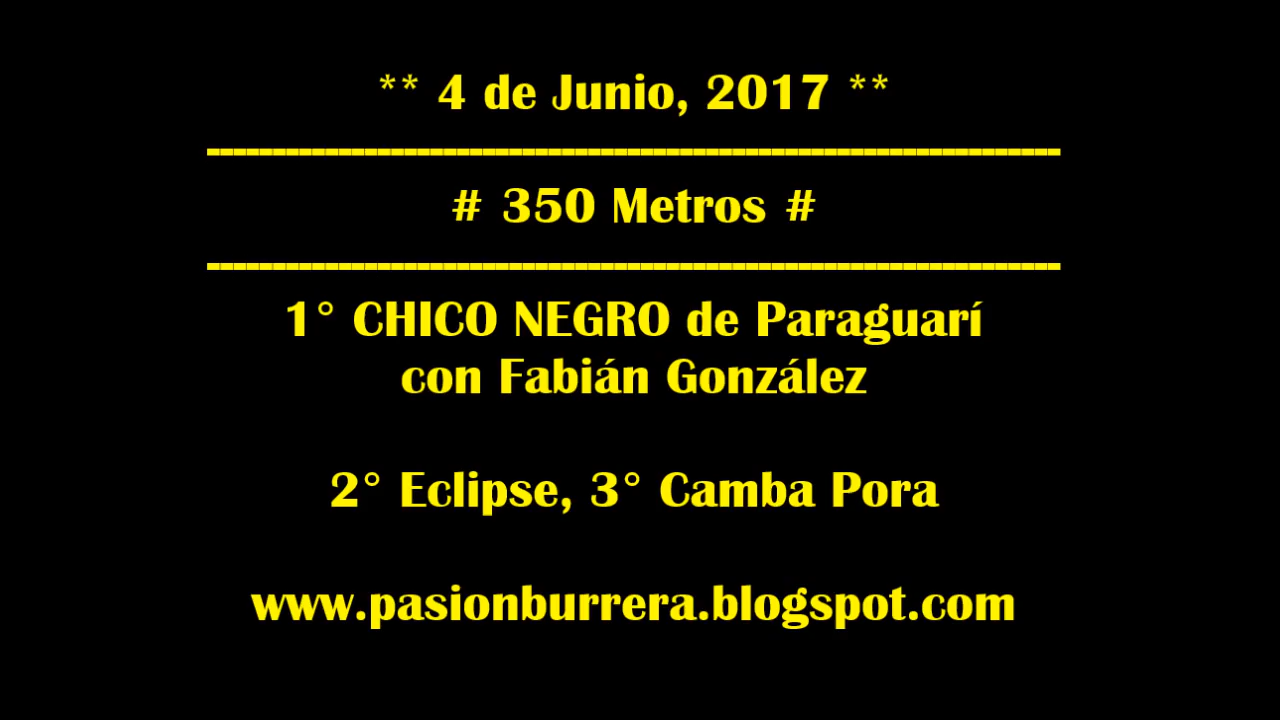 ** 4 de Junio, 2017 **
-----------------------------------------------------------------
# 350 Metros #
-----------------------------------------------------------------
1° CHICO NEGRO de Paraguarí
con Fabián González
2° Eclipse, 3° Camba Pora
www.pasionburrera.blogspot.com